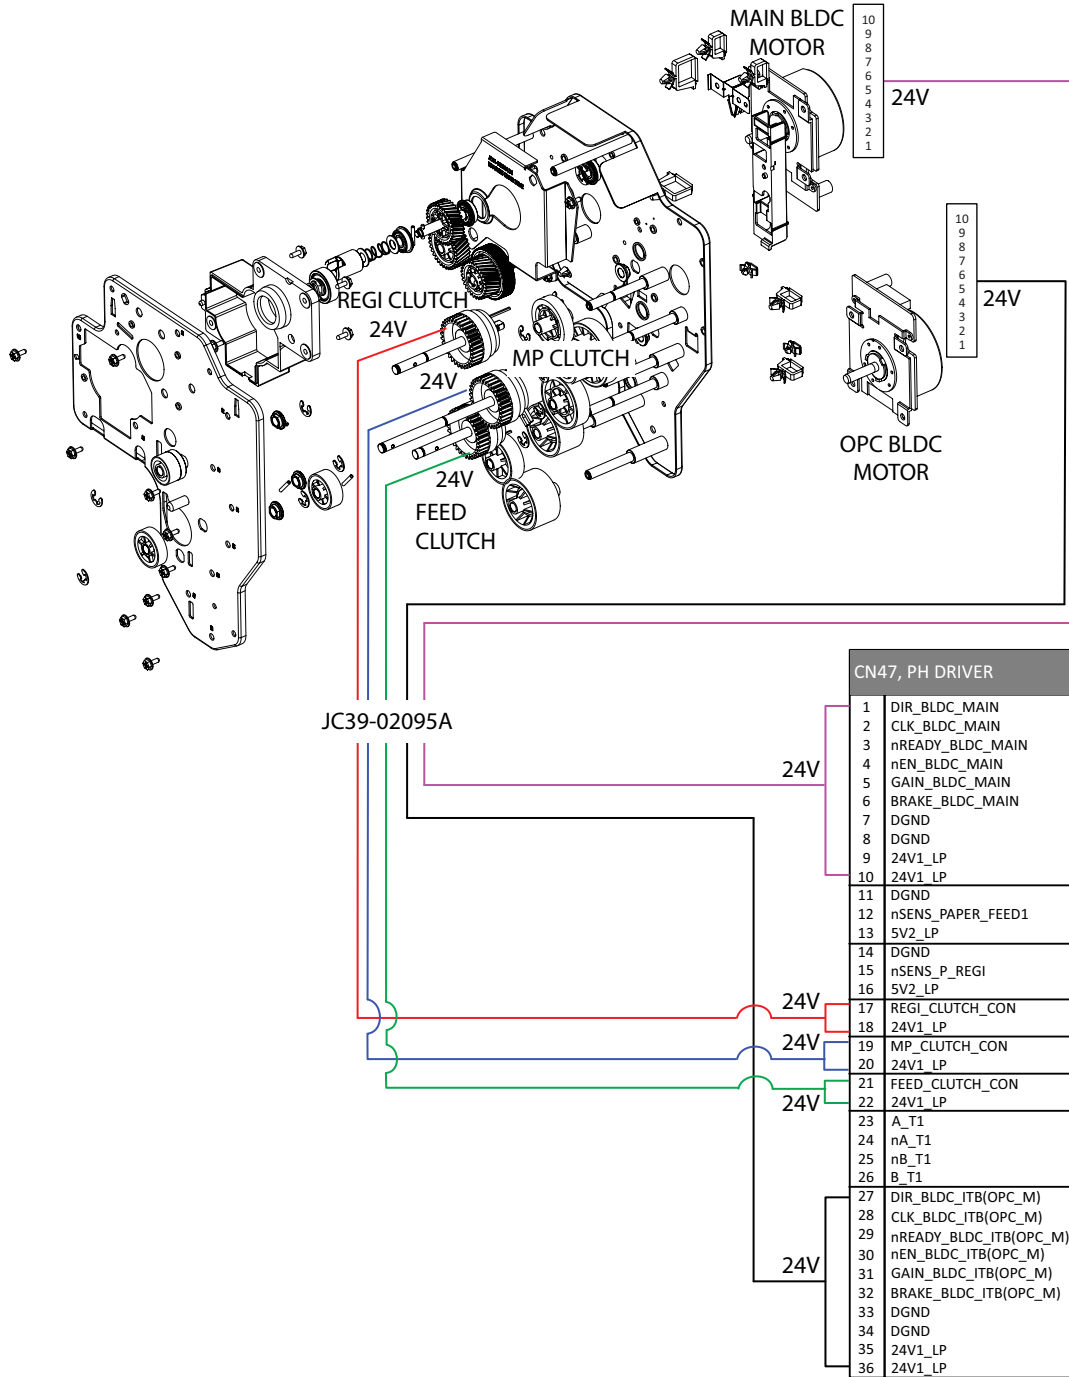 MAIN BLDC
MOTOR
10
9
8
7
6
5
4
3
2
1
24V
10
9
8
7
6
5
4
3
2
1
24V
REGI CLUTCH
24V
MP CLUTCH
24V
24V
FEED
CLUTCH
OPC BLDC
MOTOR
JC39-02095A
CN47, PH DRIVER
24V
1 DIR_BLDC_MAIN
2 CLK_BLDC_MAIN
3 nREADY_BLDC_MAIN
4 nEN_BLDC_MAIN
5 GAIN_BLDC_MAIN
6 BRAKE_BLDC_MAIN
7 DGND
8 DGND
9 24V1_LP
10 24V1_LP
11 DGND
12 nSENS_PAPER_FEED1
13 5V2_LP
14 DGND
15 nSENS_P_REGI
16 5V2_LP
24V
17 REGI_CLUTCH_CON
18 24V1_LP
24V
19 MP_CLUTCH_CON
20 24V1_LP
21 FEED_CLUTCH_CON
24V
22 24V1_LP
23 A_T1
24 nA_T1
25 nB_T1
26 B_T1
27 DIR_BLDC_ITB(OPC_M)
28 CLK_BLDC_ITB(OPC_M)
29 nREADY_BLDC_ITB(OPC_M)
30 nEN_BLDC_ITB(OPC_M)
24V
31 GAIN_BLDC_ITB(OPC_M)
32 BRAKE_BLDC_ITB(OPC_M)
33 DGND
34 DGND
35 24V1_LP
36 24V1_LP